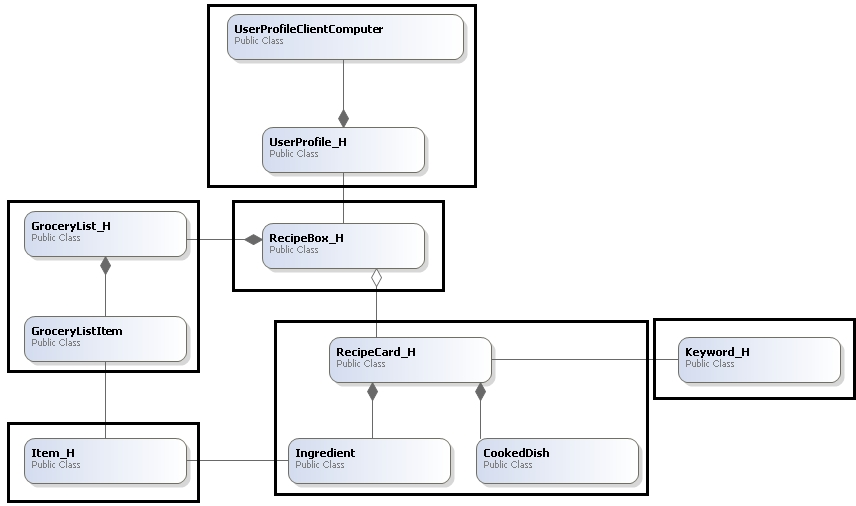 UserProfileClientComputer
Public Class
UserProfile_H
Public Class
GroceryList_H
Public Class
RecipeBox_H
Public Class
GroceryListItem
Public Class
RecipeCard_H
Public Class
Keyword_H
Public Class
Item_H
Public Class
Ingredient
Public Class
CookedDish
Public Class